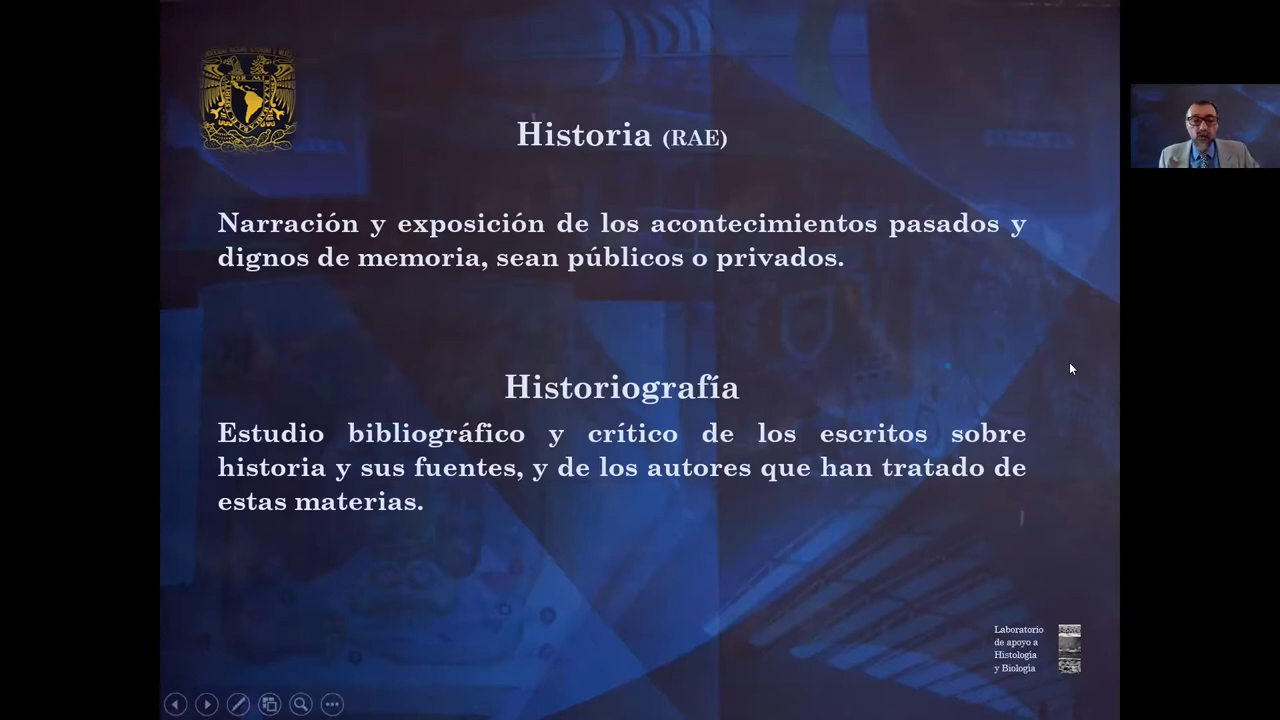 POR MI
Historia (RAE)
Narración y exposición de los acontecimientos pasados y
dignos de memoria, sean públicos o privados.
Historiografía
Estudio bibliográfico y crítico de los escritos sobre
historia y sus fuentes, y de los autores que han tratado de
estas materias.
Laboratorio
de apoyo a
Histología
y Biología